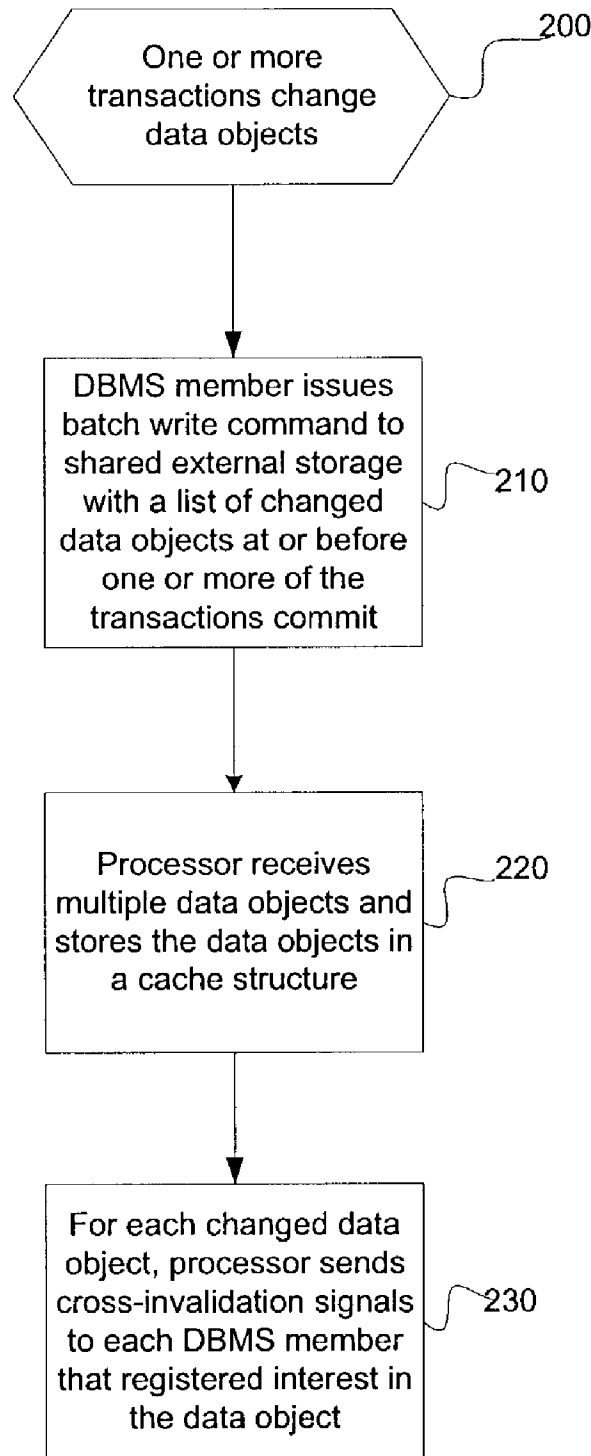 One or more
transactions change
data objects
200
DBMS member issues
batch write command to
shared external storage
with a list of changed
data objects at or before
one or more of the
transactions commit
210
Processor receives
multiple data objects and
stores the data objects in
a cache structure
220
For each changed data
object, processor sends
cross-invalidation signals
to each DBMS member
that registered interest in
the data object
230